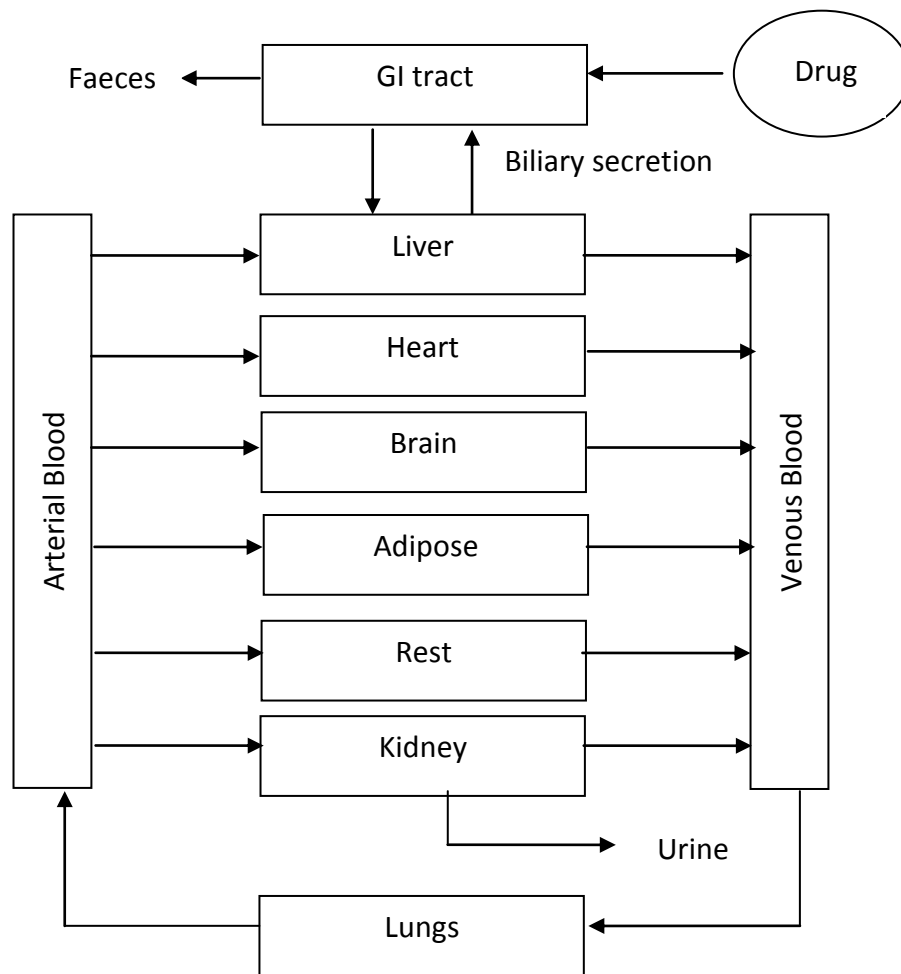 Faeces
GI tract
Drug
Biliary secretion
Liver
Heart
Brain
Adipose
Rest
Kidney
Arterial Blood
Venous Blood
Urine
Lungs